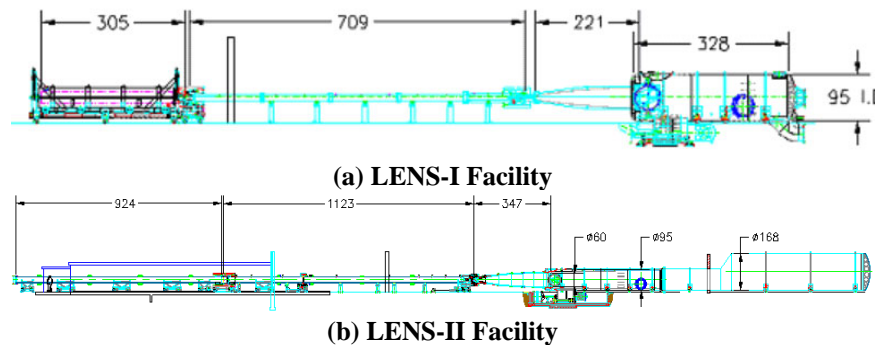 305 709 221
328
95 I.D
(a) LENS-I Facility
924 1123 347
ø60 ø95 ø168
(b) LENS-II Facility